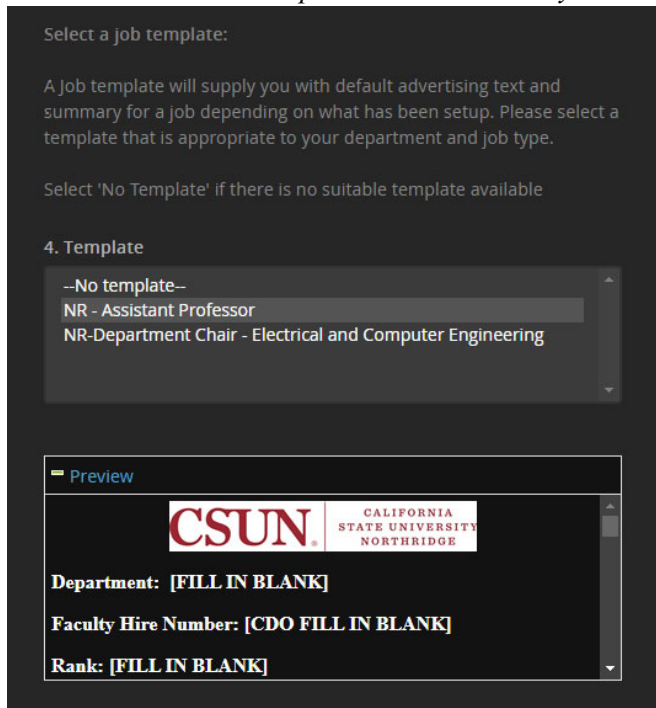 Select a job template:
A Job template will supply you with default advertising text and
summary for a job depending on what has been setup. Please select a
template that is appropriate to your department and job type.
Select 'No Template' if there is no suitable template available
4. Template
--No template--
NR - Assistant Professor
NR-Department Chair - Electrical and Computer Engineering
Preview
CSUN.
CALIFORNIA
STATE UNIVERSITY
NORTHRIDGE
Department: [FILL IN BLANK]
Faculty Hire Number: [CDO FILL IN BLANK]
Rank: [FILL IN BLANK]